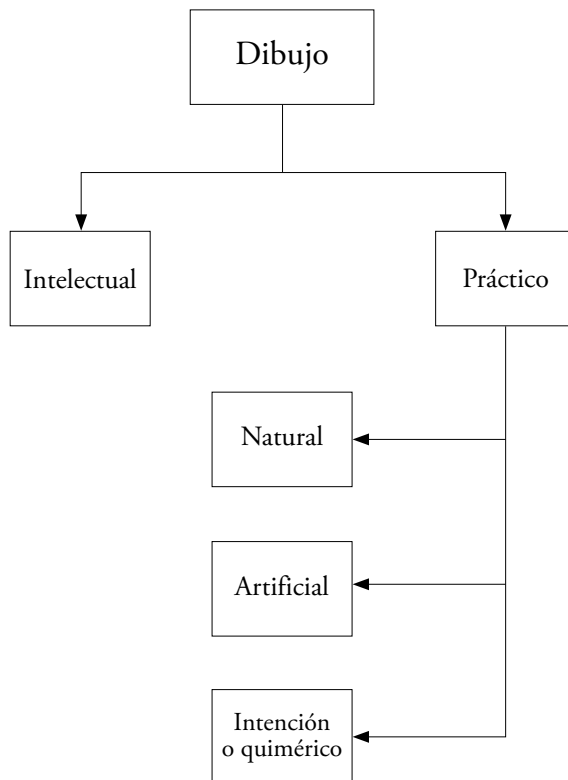 Dibujo
Intelectual
Práctico
Natural
Artificial
Intención
o quimérico